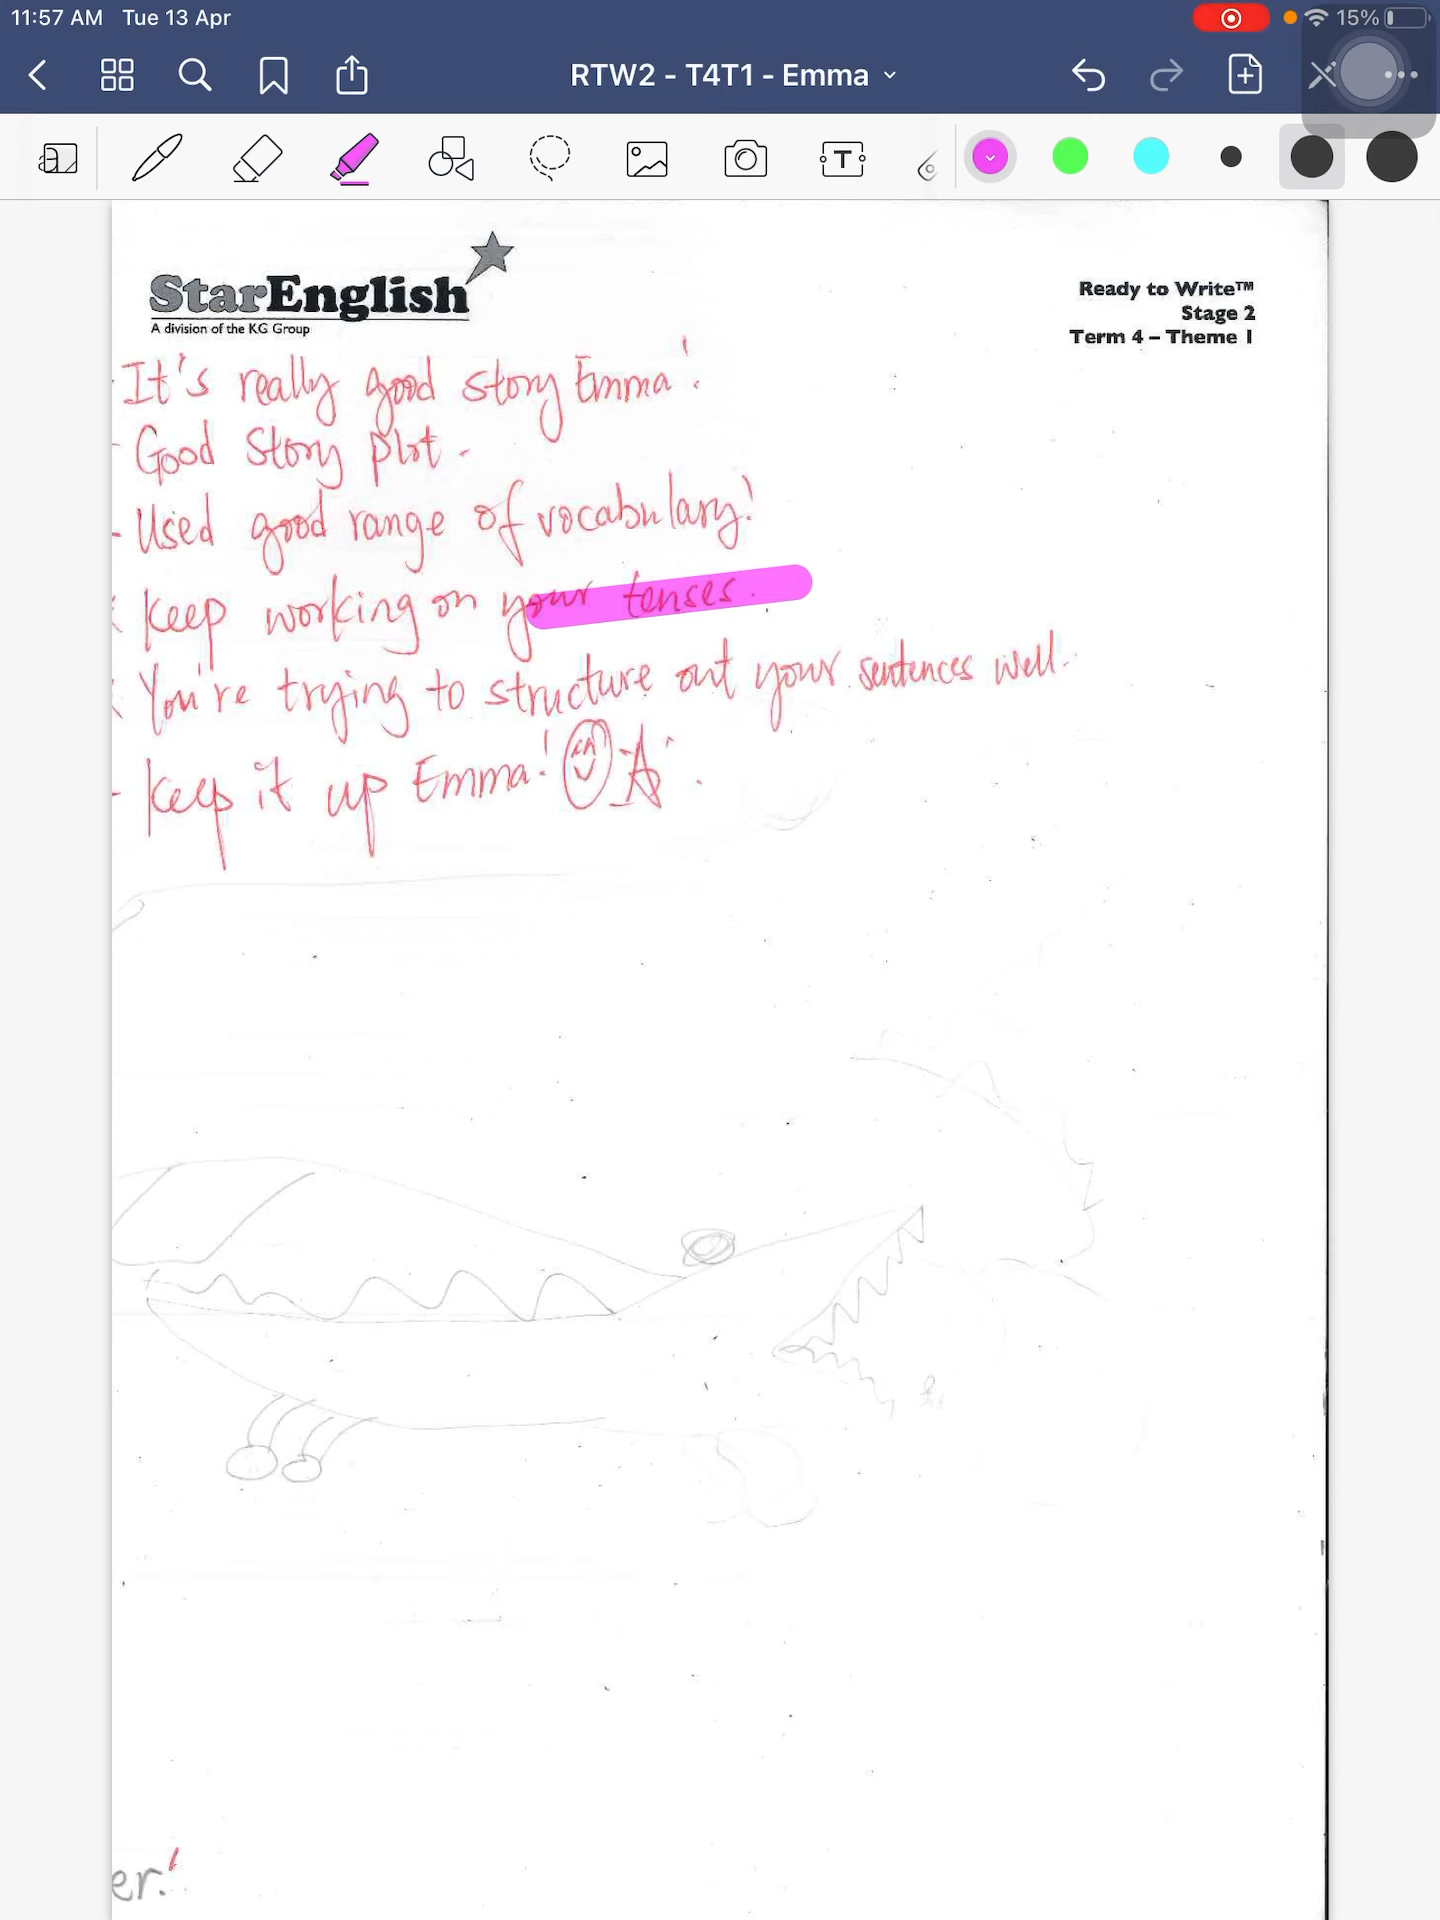 11:57 AM Tue 13 Apr
15%
RTW2 - T4T1 - Emma
T
StarEnglish
A division of the KG Group
Ready to Write™
Stage 2
Term 4 – Theme 1
It's really good story Emma!
- Good Story plot.
- Used good range of vocabulary!
* Keep working on your tenses.
* You're trying to structure out your sentences well.
- Keep it up Emma!
er.